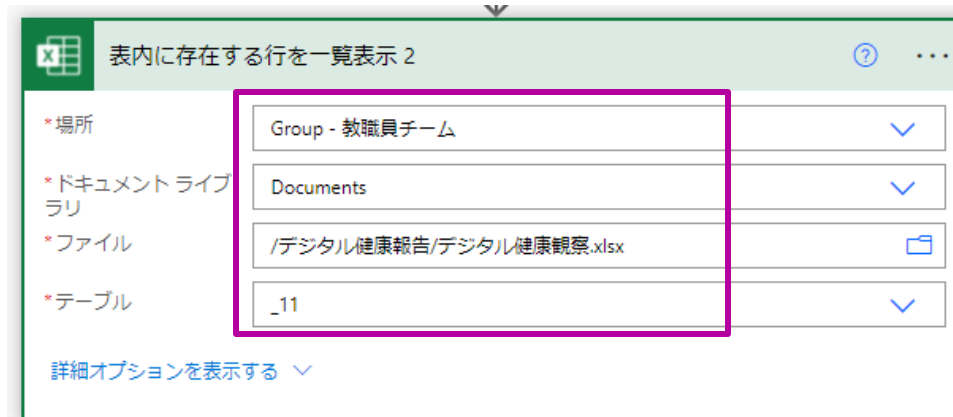 表内に存在する行を一覧表示 2
*場所
Group - 教職員チーム
*ドキュメント ライブ
ラリ
Documents
*ファイル
/デジタル健康報告/デジタル健康観察.xlsx
*テーブル
_11
詳細オプションを表示する